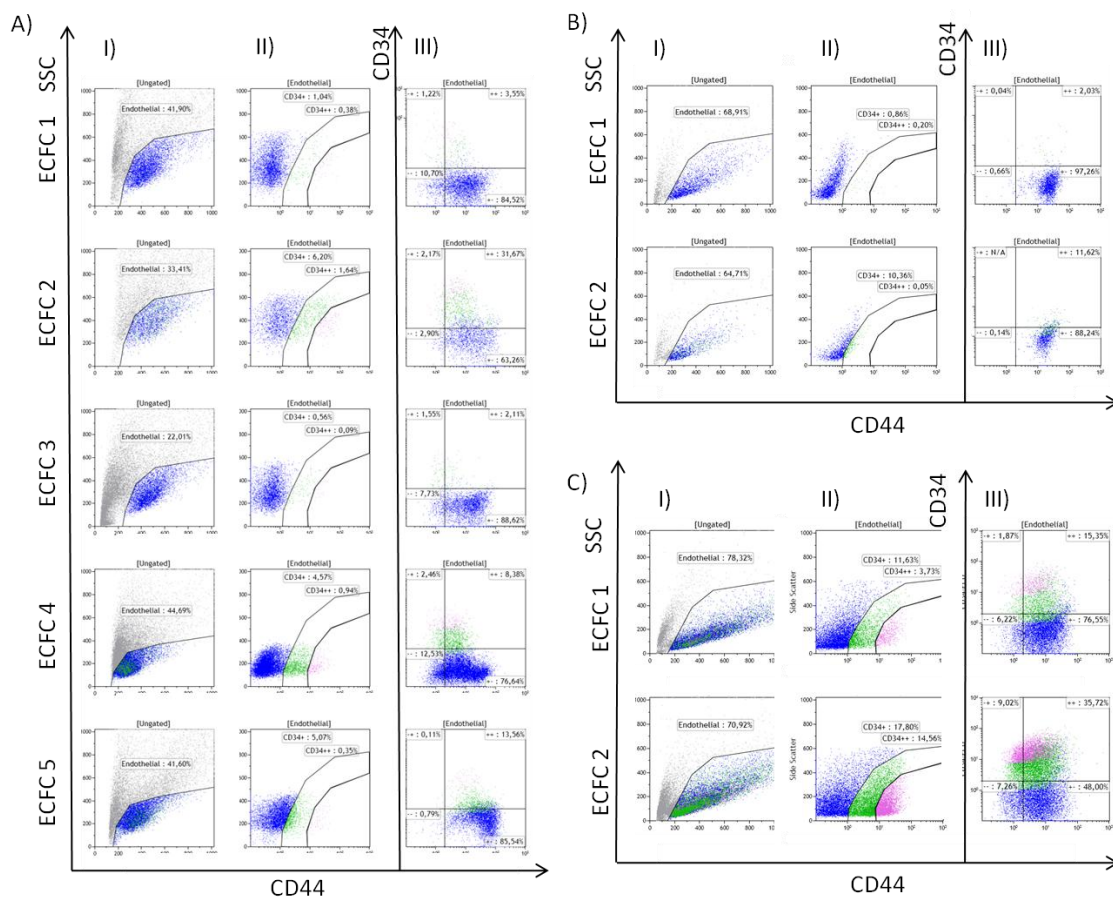 A)
I)
II)
III)
SSC
CD34
ECFC 1
[Ungated]
Endothelial : 41,90%
[Endothelial]
CD34+ : 1,04%
CD34++ : 0,38%
[Endothelial]
-+ : 1,22%
++ : 3,55%
-- : 10,70%
+- : 84,52%
ECFC 2
[Ungated]
Endothelial : 33,41%
[Endothelial]
CD34+ : 6,20%
CD34++ : 1,64%
[Endothelial]
-+ : 2,17%
++ : 31,67%
-- : 2,90%
+- : 63,26%
ECFC 3
[Ungated]
Endothelial : 22,01%
[Endothelial]
CD34+ : 0,56%
CD34++ : 0,09%
[Endothelial]
-+ : 1,55%
++ : 2,11%
-- : 7,73%
+- : 88,62%
ECFC 4
[Ungated]
Endothelial : 44,69%
[Endothelial]
CD34+ : 4,57%
CD34++ : 0,94%
[Endothelial]
-+ : 2,46%
++ : 8,38%
-- : 12,53%
+- : 76,64%
ECFC 5
[Ungated]
Endothelial : 41,60%
[Endothelial]
CD34+ : 5,07%
CD34++ : 0,35%
[Endothelial]
-+ : 0,11%
++ : 13,56%
-- : 0,79%
+- : 85,54%
CD44
B)
I)
II)
III)
CD34
ECFC 1
[Ungated]
Endothelial : 68,91%
[Endothelial]
CD34+ : 0,86%
CD34++ : 0,20%
[Endothelial]
-+ : 0,04%
++ : 2,03%
-- : 0,66%
+- : 97,26%
ECFC 2
[Ungated]
Endothelial : 64,71%
[Endothelial]
CD34+ : 10,36%
CD34++ : 0,05%
[Endothelial]
-+ : N/A
++ : 11,62%
-- : 0,14%
+- : 88,24%
CD44
C)
I)
II)
III)
SSC
CD34
ECFC 1
[Ungated]
Endothelial : 78,32%
[Endothelial]
Side Scatter
CD34+ : 11,63%
CD34++ : 3,73%
[Endothelial]
-+ : 1,87%
++ : 15,35%
-- : 6,22%
+- : 76,55%
ECFC 2
Endothelial : 70,92%
Side Scatter
CD34+ : 17,80%
CD34++ : 14,56%
-+ : 9,02%
++ : 35,72%
-- : 7,26%
+- : 48,00%
CD44